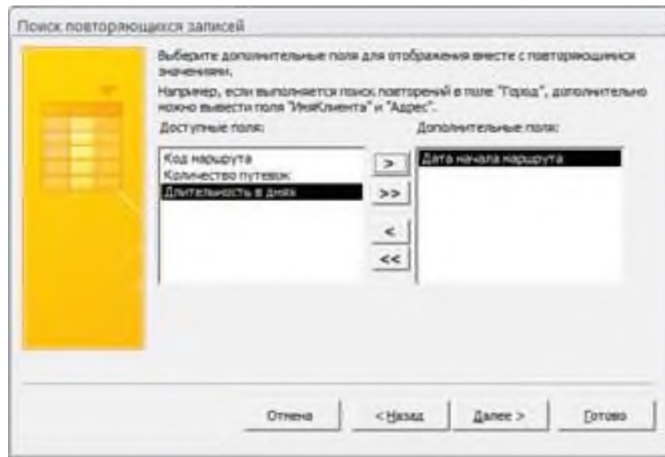 Поиск повторяющихся записей
Выберите дополнительные поля для отображения вместе с повторяющимися
значениями.
Например, если выполняется поиск повторений в поле "Город", дополнительно
можно вывести поля "ИмяКлиента" и "Адрес".
Доступные поля:
Дополнительные поля:
Код маршрута
Количество путевок
Длительность в днях
>
>>
<
<<
Дата начала маршрута
Отмена
< Назад
Далее >
Готово